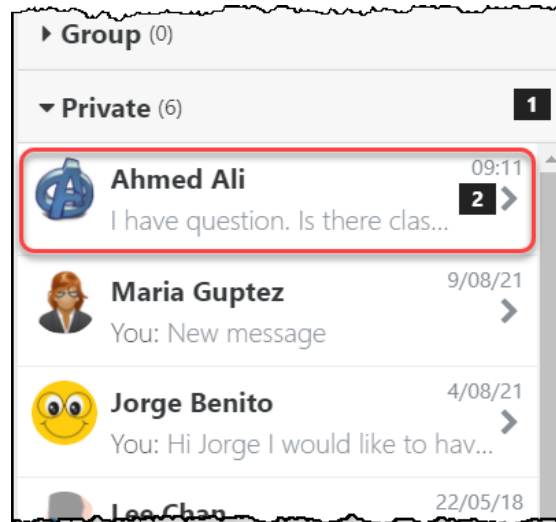 Group (0)
Private (6) 1
Ahmed Ali 09:11
I have question. Is there clas... 2
Maria Guptez 9/08/21
You: New message
Jorge Benito 4/08/21
You: Hi Jorge I would like to hav...
Lee Chan 22/05/18